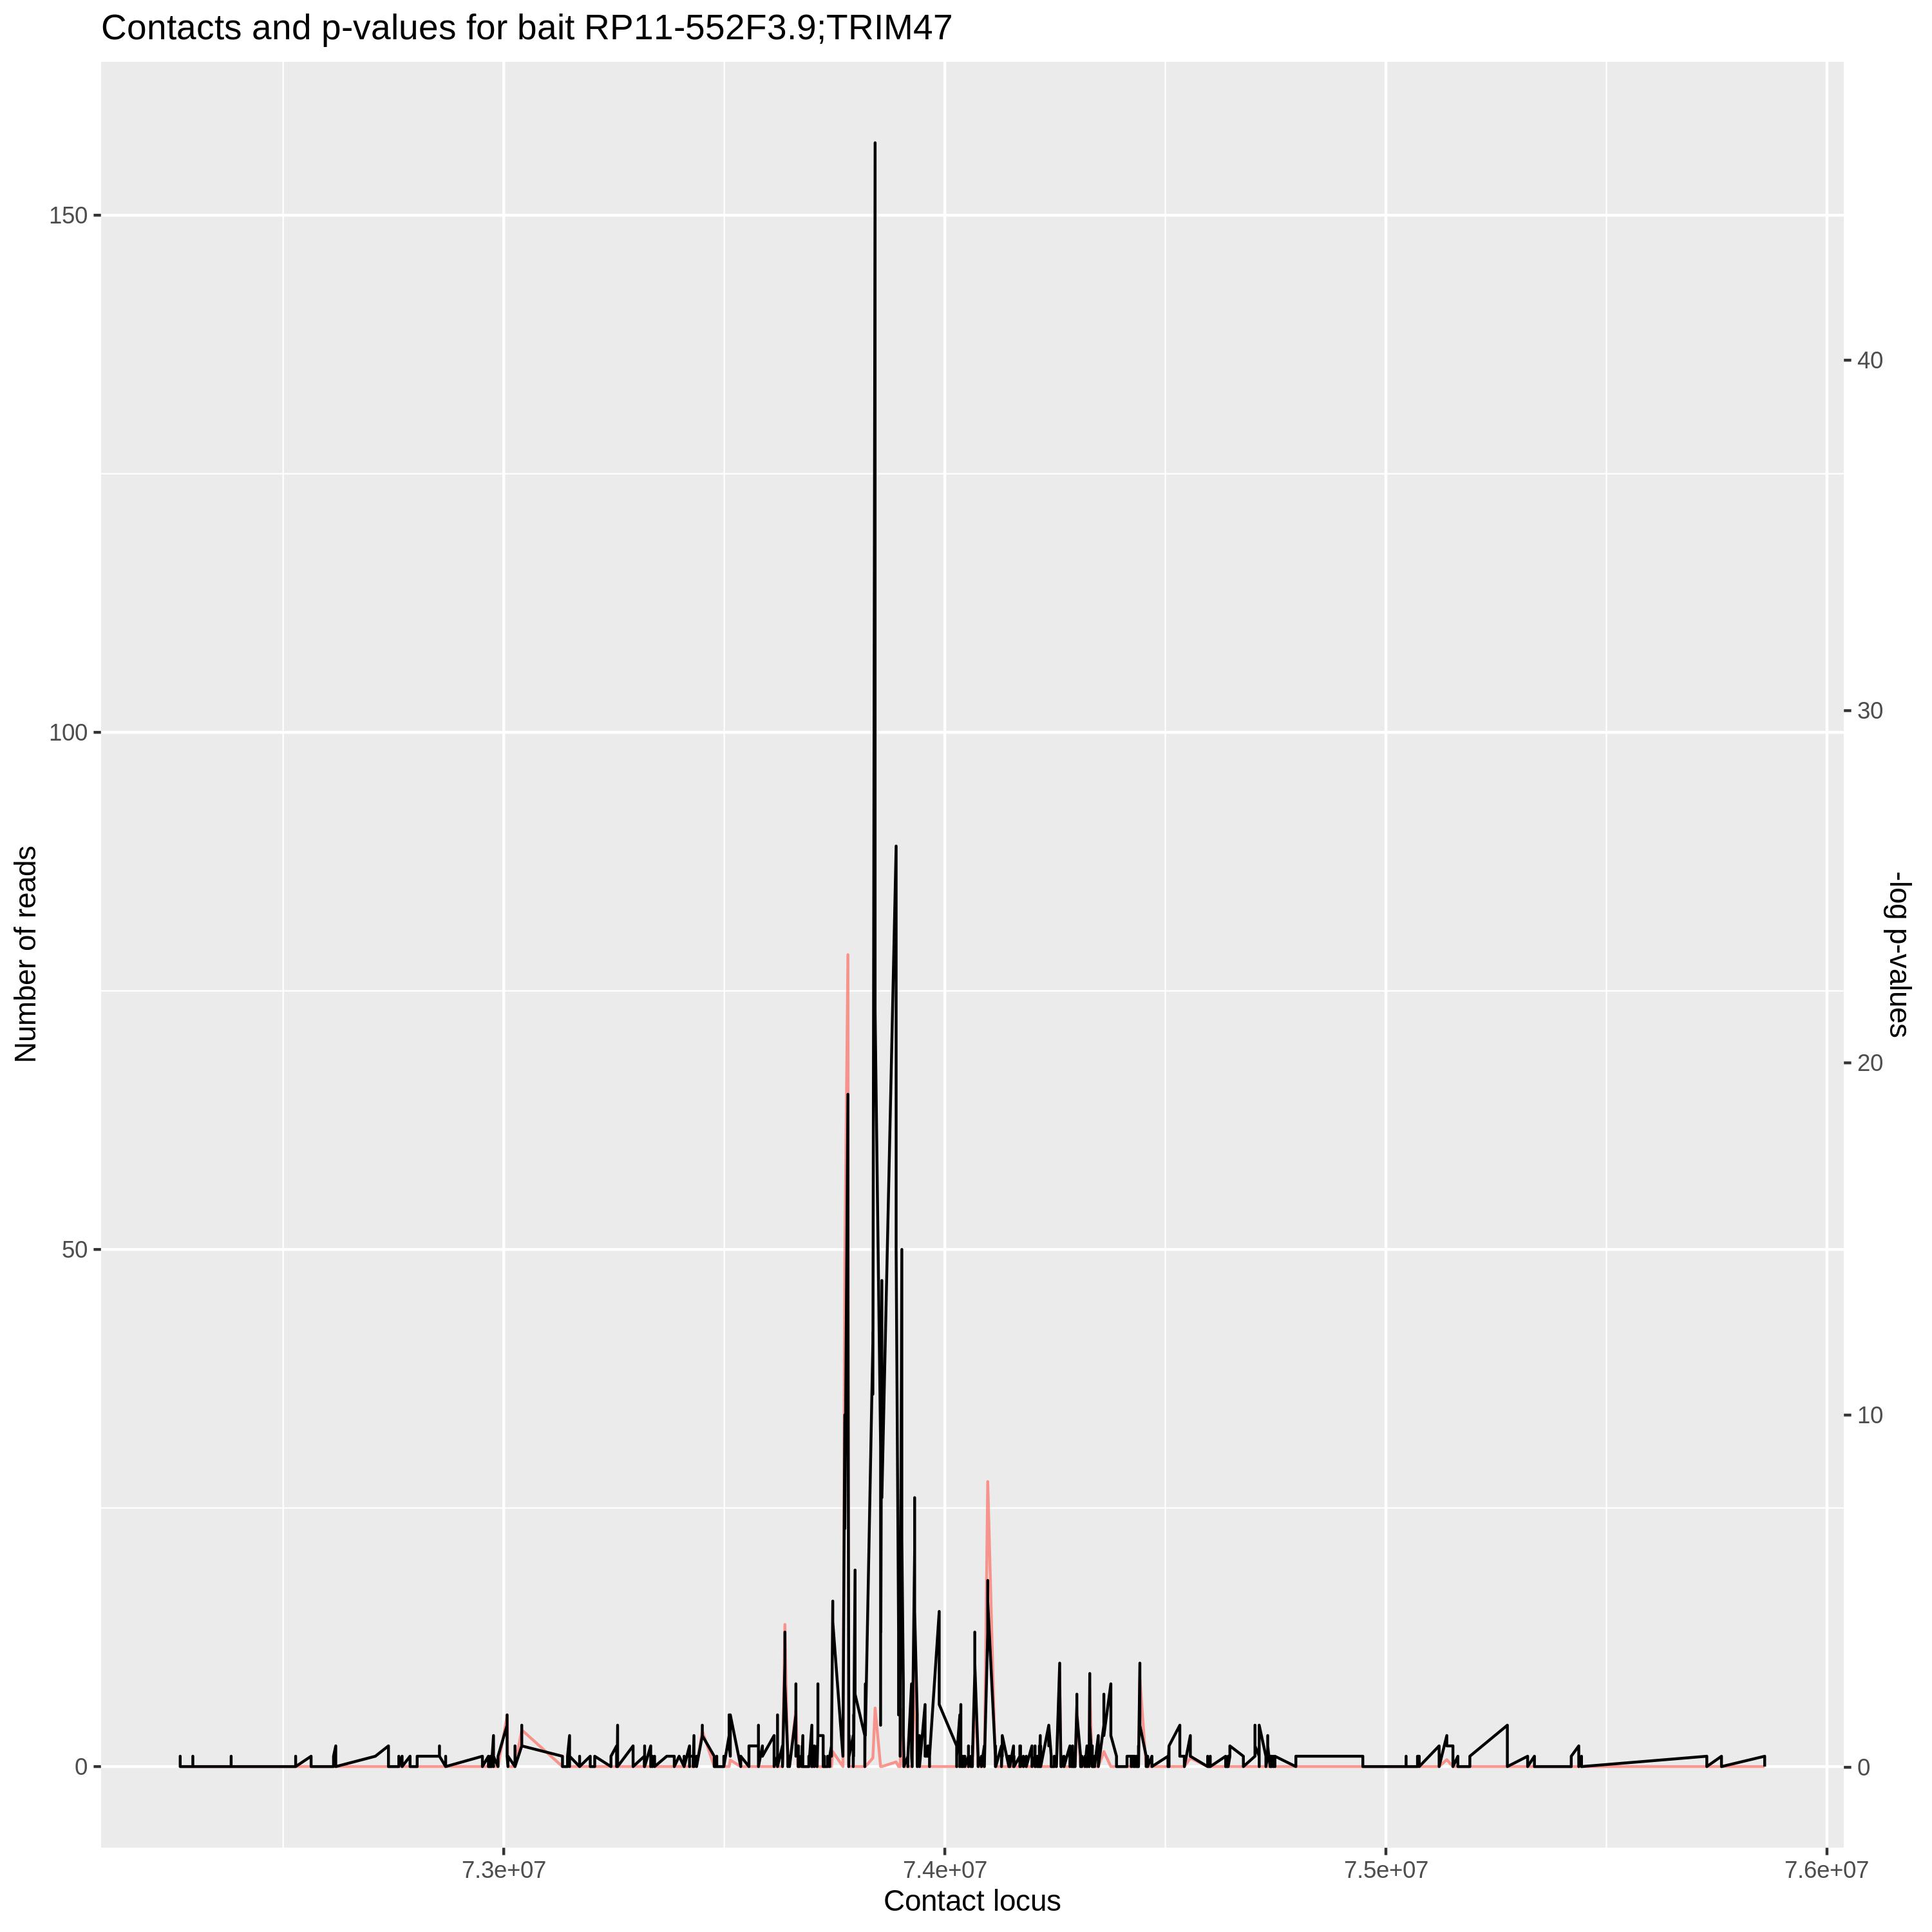 Contacts and p-values for bait RP11-552F3.9;TRIM47
150
100
50
0
Number of reads
40
30
20
10
0
-log p-values
7.3e+07 7.4e+07 7.5e+07 7.6e+07
Contact locus